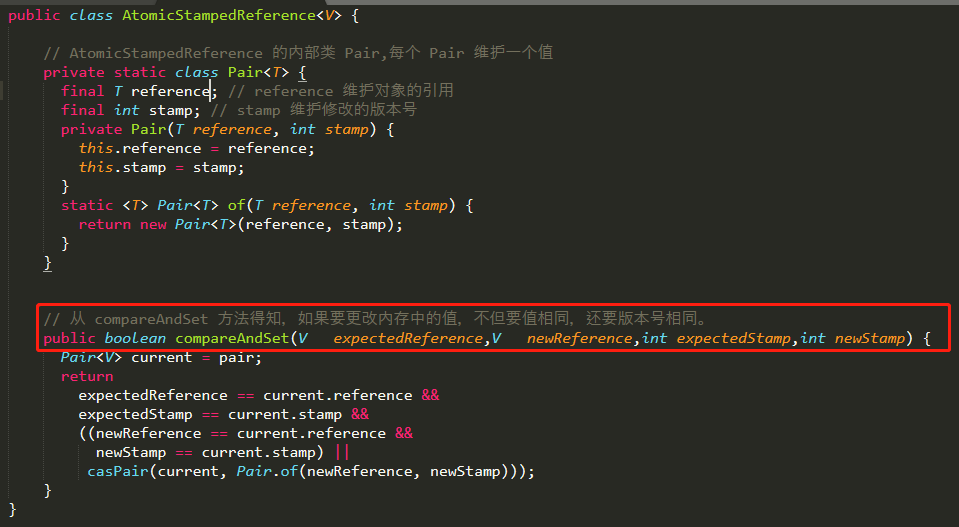 public class AtomicStampedReference<V> {
// AtomicStampedReference 的内部类 Pair,每个 Pair 维护一个值
private static class Pair<T> {
final T reference; // reference 维护对象的引用
final int stamp; // stamp 维护修改的版本号
private Pair(T reference, int stamp) {
this.reference = reference;
this.stamp = stamp;
}
static <T> Pair<T> of(T reference, int stamp) {
return new Pair<T>(reference, stamp);
}
}
// 从 compareAndSet 方法得知, 如果要更改内存中的值, 不但要值相同, 还要版本号相同。
public boolean compareAndSet(V   expectedReference,V   newReference,int expectedStamp,int newStamp) {
Pair<V> current = pair;
return
expectedReference == current.reference &&
expectedStamp == current.stamp &&
((newReference == current.reference &&
newStamp == current.stamp) ||
casPair(current, Pair.of(newReference, newStamp)));
}
}